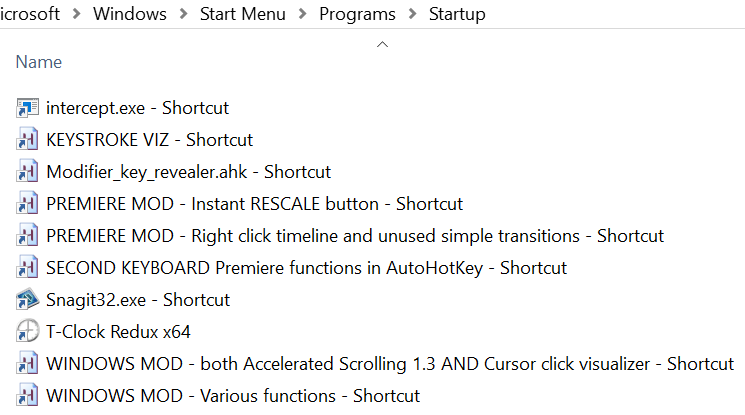 icrosoft > Windows > Start Menu > Programs > Startup
Name
intercept.exe - Shortcut
KEYSTROKE VIZ - Shortcut
Modifier_key_revealer.ahk - Shortcut
PREMIERE MOD - Instant RESCALE button - Shortcut
PREMIERE MOD - Right click timeline and unused simple transitions - Shortcut
SECOND KEYBOARD Premiere functions in AutoHotKey - Shortcut
Snagit32.exe - Shortcut
T-Clock Redux x64
WINDOWS MOD - both Accelerated Scrolling 1.3 AND Cursor click visualizer - Shortcut
WINDOWS MOD - Various functions - Shortcut